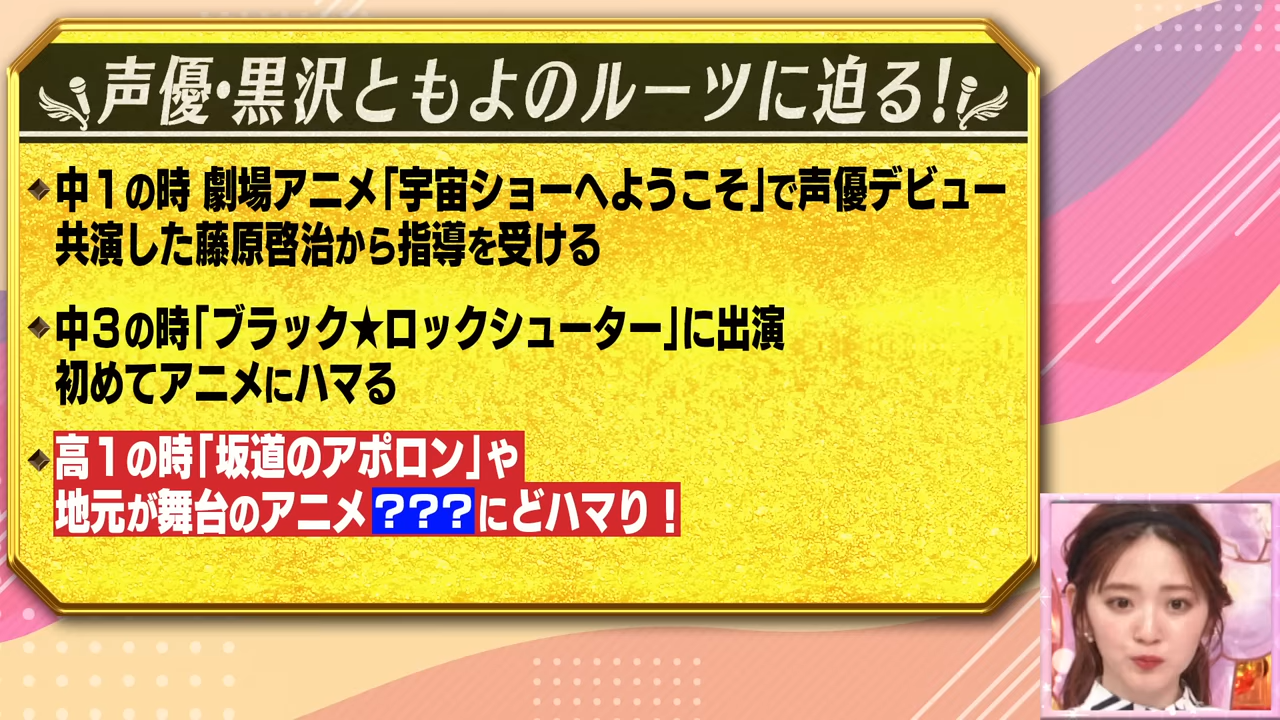 声優・黒沢ともよのルーツに迫る!
中1の時 劇場アニメ「宇宙ショーへようこそ」で声優デビュー
共演した藤原啓治から指導を受ける
中3の時「ブラック★ロックシューター」に出演
初めてアニメにハマる
高1の時「坂道のアポロン」や
地元が舞台のアニメ???にどハマり!